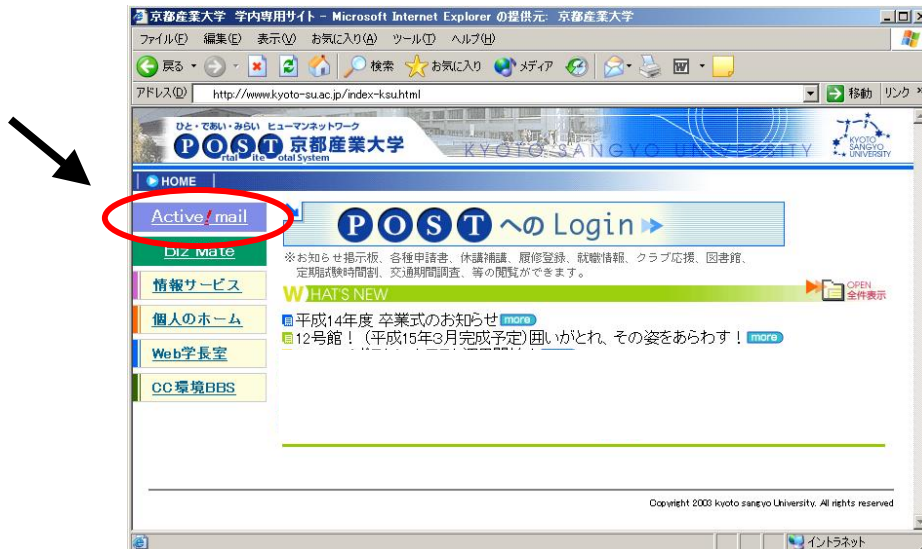 京都産業大学 学内専用サイト - Microsoft Internet Explorer の提供元: 京都産業大学
ファイル(F) 編集(E) 表示(V) お気に入り(A) ツール(T) ヘルプ(H)
戻る 検索 お気に入り メディア
アドレス(D) http://www.kyoto-su.ac.jp/index-ksu.html 移動 リンク »
ひと・であい・みらい ヒューマンネットワーク
POST 京都産業大学
Portal Site Total System
KYOTO SANGYO UNIVERSITY
KYOTO SANGYO UNIVERSITY
HOME
Active!mail
POST への Login
Biz Mate
※お知らせ掲示板、各種申請書、休講補講、履修登録、就職情報、クラブ応援、図書館、
定期試験時間割、交通期間調査、等の閲覧ができます。
情報サービス
WHAT'S NEW
OPEN
全件表示
個人のホーム
平成14年度 卒業式のお知らせ more
12号館！（平成15年3月完成予定）囲いがとれ、その姿をあらわす！ more
Web学長室
CC環境BBS
Copyright 2003 kyoto sangyo University. All rights reserved
イントラネット